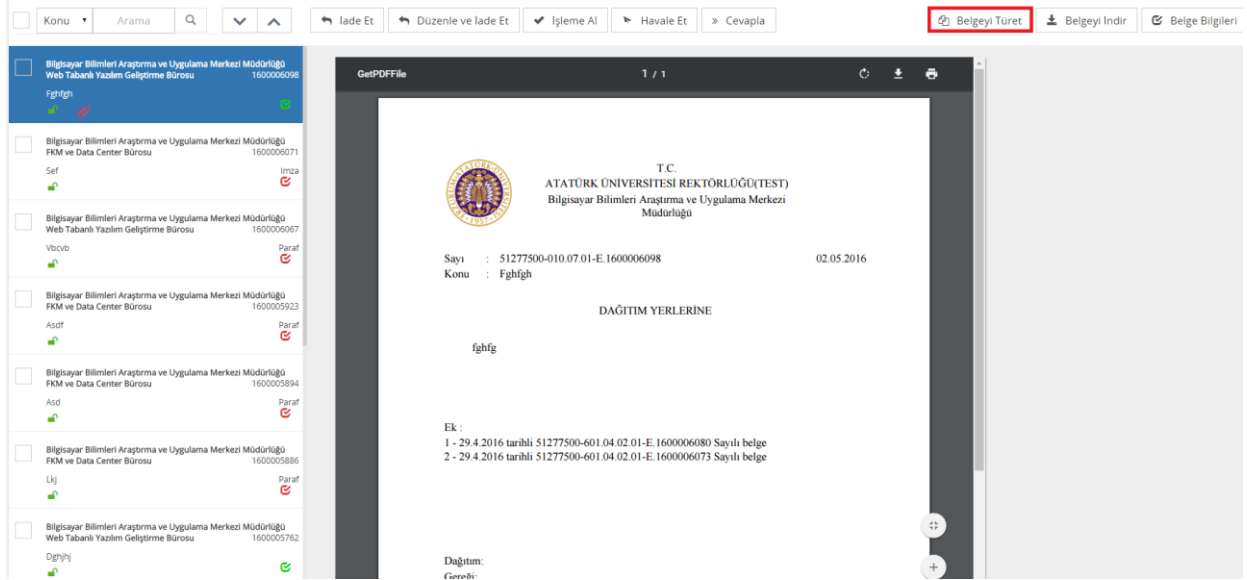 Konu Arama İade Et Düzenle ve İade Et İşleme Al Havale Et Cevapla Belgeyi Türet Belgeyi İndir Belge Bilgileri
Bilgisayar Bilimleri Araştırma ve Uygulama Merkezi Müdürlüğü
Web Tabanlı Yazılım Geliştirme Bürosu 1600006098
Fghfgh
Bilgisayar Bilimleri Araştırma ve Uygulama Merkezi Müdürlüğü
FKM ve Data Center Bürosu 1600006071
Sef Imza
Bilgisayar Bilimleri Araştırma ve Uygulama Merkezi Müdürlüğü
Web Tabanlı Yazılım Geliştirme Bürosu 1600006067
Vbcvb Paraf
Bilgisayar Bilimleri Araştırma ve Uygulama Merkezi Müdürlüğü
FKM ve Data Center Bürosu 1600005923
Asdf Paraf
Bilgisayar Bilimleri Araştırma ve Uygulama Merkezi Müdürlüğü
FKM ve Data Center Bürosu 1600005894
Asd Paraf
Bilgisayar Bilimleri Araştırma ve Uygulama Merkezi Müdürlüğü
FKM ve Data Center Bürosu 1600005886
Lkj Paraf
Bilgisayar Bilimleri Araştırma ve Uygulama Merkezi Müdürlüğü
Web Tabanlı Yazılım Geliştirme Bürosu 1600005762
Dghjhj
GetPDFFile 1 / 1
T.C.
ATATÜRK ÜNİVERSİTESİ REKTÖRLÜĞÜ(TEST)
Bilgisayar Bilimleri Araştırma ve Uygulama Merkezi
Müdürlüğü
Sayı : 51277500-010.07.01-E.1600006098 02.05.2016
Konu : Fghfgh
DAĞITIM YERLERİNE
fghfg
Ek :
1 - 29.4.2016 tarihli 51277500-601.04.02.01-E.1600006080 Sayılı belge
2 - 29.4.2016 tarihli 51277500-601.04.02.01-E.1600006073 Sayılı belge
Dağıtım:
Gereği: